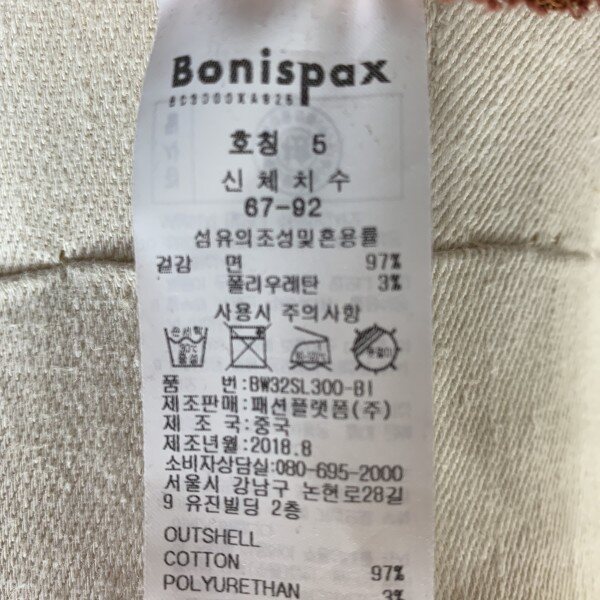 Bonispax
호칭 5
신체치수
67-92
섬유의조성및혼용률
겉감 면 97%
폴리우레탄 3%
사용시 주의사항
품 번:BW32SL300-BI
제조판매:패션플랫폼(주)
제 조 국:중국
제조년월:2018.8
소비자상담실:080-695-2000
서울시 강남구 논현로28길
9 유진빌딩 2층
OUTSHELL
COTTON 97%
POLYURETHAN 3%